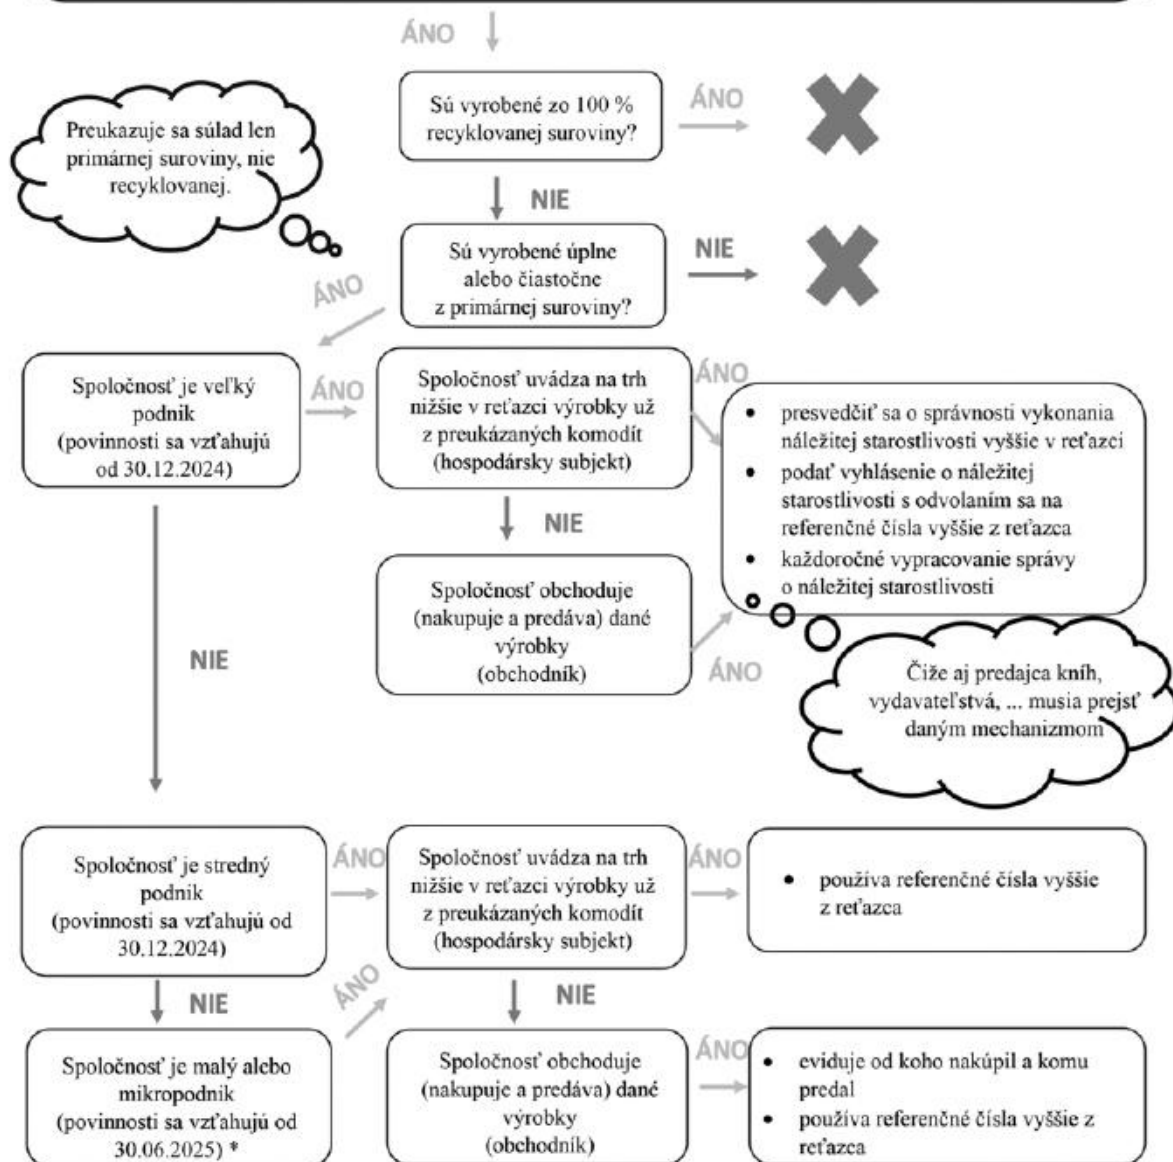 ÁNO
Sú vyrobené zo 100 %
recyklovanej suroviny?
ÁNO
Preukazuje sa súlad len
primárnej suroviny, nie
recyklovanej.
NIE
Sú vyrobené úplne
alebo čiastočne
z primárnej suroviny?
NIE
ÁNO
Spoločnosť je veľký
podnik
(povinnosti sa vzťahujú
od 30.12.2024)
ÁNO
Spoločnosť uvádza na trh
nižšie v reťazci výrobky už
z preukázaných komodít
(hospodársky subjekt)
ÁNO
• presvedčiť sa o správnosti vykonania
náležitej starostlivosti vyššie v reťazci
• podať vyhlásenie o náležitej
starostlivosti s odvolaním sa na
referenčné čísla vyššie z reťazca
• každoročné vypracovanie správy
o náležitej starostlivosti
NIE
Spoločnosť obchoduje
(nakupuje a predáva) dané
výrobky
(obchodník)
ÁNO
NIE
Čiže aj predajca kníh,
vydavateľstvá, ... musia prejsť
daným mechanizmom
Spoločnosť je stredný
podnik
(povinnosti sa vzťahujú od
30.12.2024)
ÁNO
Spoločnosť uvádza na trh
nižšie v reťazci výrobky už
z preukázaných komodít
(hospodársky subjekt)
ÁNO
• používa referenčné čísla vyššie
z reťazca
NIE
ÁNO
NIE
Spoločnosť je malý alebo
mikropodnik
(povinnosti sa vzťahujú od
30.06.2025) *
Spoločnosť obchoduje
(nakupuje a predáva) dané
výrobky
(obchodník)
ÁNO
• eviduje od koho nakúpil a komu
predal
• používa referenčné čísla vyššie z
reťazca